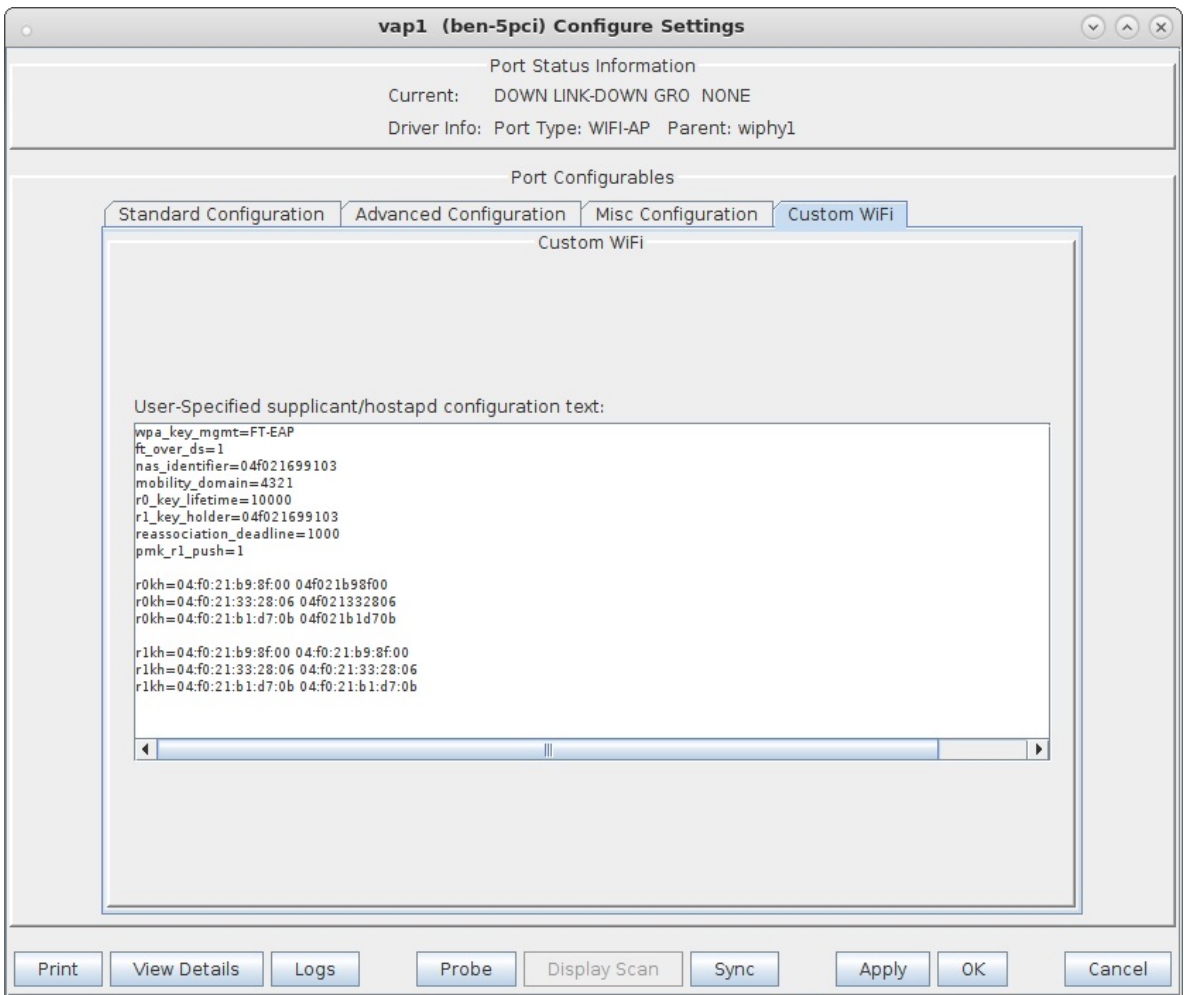 vap1 (ben-5pci) Configure Settings
Port Status Information
Current: DOWN LINK-DOWN GRO NONE
Driver Info: Port Type: WIFI-AP Parent: wiphy1
Port Configurables
Standard Configuration Advanced Configuration Misc Configuration Custom WiFi
Custom WiFi
User-Specified supplicant/hostapd configuration text:
wpa_key_mgmt=FT-EAP
ft_over_ds=1
nas_identifier=04f021699103
mobility_domain=4321
r0_key_lifetime=10000
r1_key_holder=04f021699103
reassociation_deadline=1000
pmk_r1_push=1
r0kh=04:f0:21:b9:8f:00 04f021b98f00
r0kh=04:f0:21:33:28:06 04f021332806
r0kh=04:f0:21:b1:d7:0b 04f021b1d70b
r1kh=04:f0:21:b9:8f:00 04:f0:21:b9:8f:00
r1kh=04:f0:21:33:28:06 04:f0:21:33:28:06
r1kh=04:f0:21:b1:d7:0b 04:f0:21:b1:d7:0b
Print View Details Logs Probe Display Scan Sync Apply OK Cancel